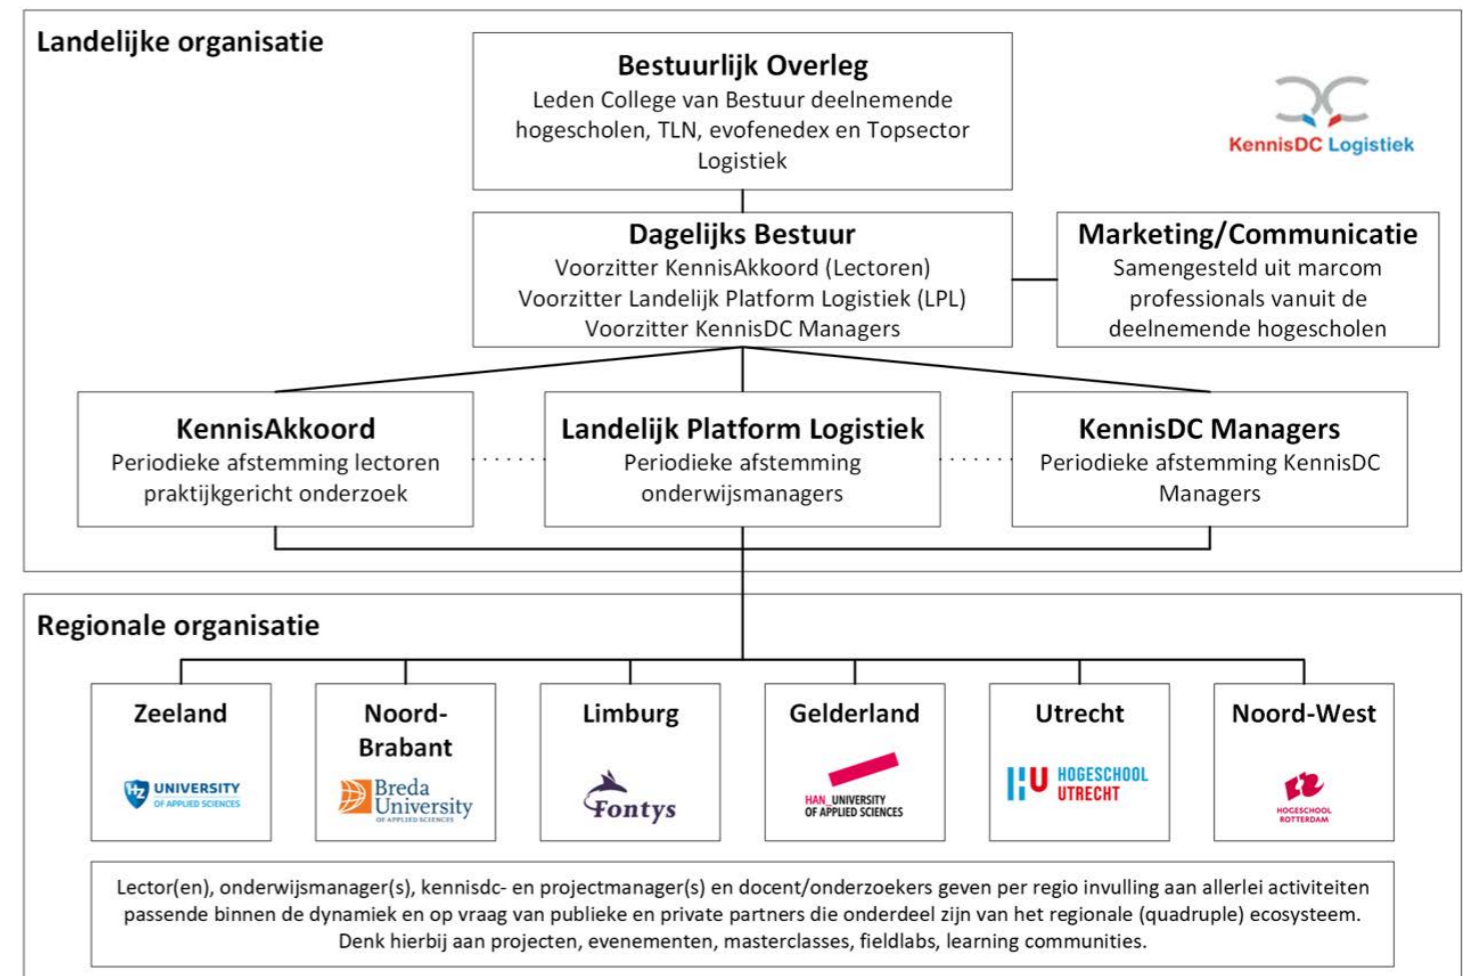 Landelijke organisatie
Bestuurlijk Overleg
Leden College van Bestuur deelnemende
hogescholen, TLN, evofenedex en Topsector
Logistiek
KennisDC Logistiek
Dagelijks Bestuur
Voorzitter KennisAkkoord (Lectoren)
Voorzitter Landelijk Platform Logistiek (LPL)
Voorzitter KennisDC Managers
Marketing/Communicatie
Samengesteld uit marcom
professionals vanuit de
deelnemende hogescholen
KennisAkkoord
Periodieke afstemming lectoren
praktijkgericht onderzoek
Landelijk Platform Logistiek
Periodieke afstemming
onderwijsmanagers
KennisDC Managers
Periodieke afstemming KennisDC
Managers
Regionale organisatie
Zeeland
HZ UNIVERSITY
OF APPLIED SCIENCES
Noord-
Brabant
Breda
University
OF APPLIED SCIENCES
Limburg
Fontys
Gelderland
HAN_UNIVERSITY
OF APPLIED SCIENCES
Utrecht
HU HOGESCHOOL
UTRECHT
Noord-West
HOGESCHOOL
ROTTERDAM
Lector(en), onderwijsmanager(s), kennisdc- en projectmanager(s) en docent/onderzoekers geven per regio invulling aan allerlei activiteiten
passende binnen de dynamiek en op vraag van publieke en private partners die onderdeel zijn van het regionale (quadruple) ecosysteem.
Denk hierbij aan projecten, evenementen, masterclasses, fieldlabs, learning communities.